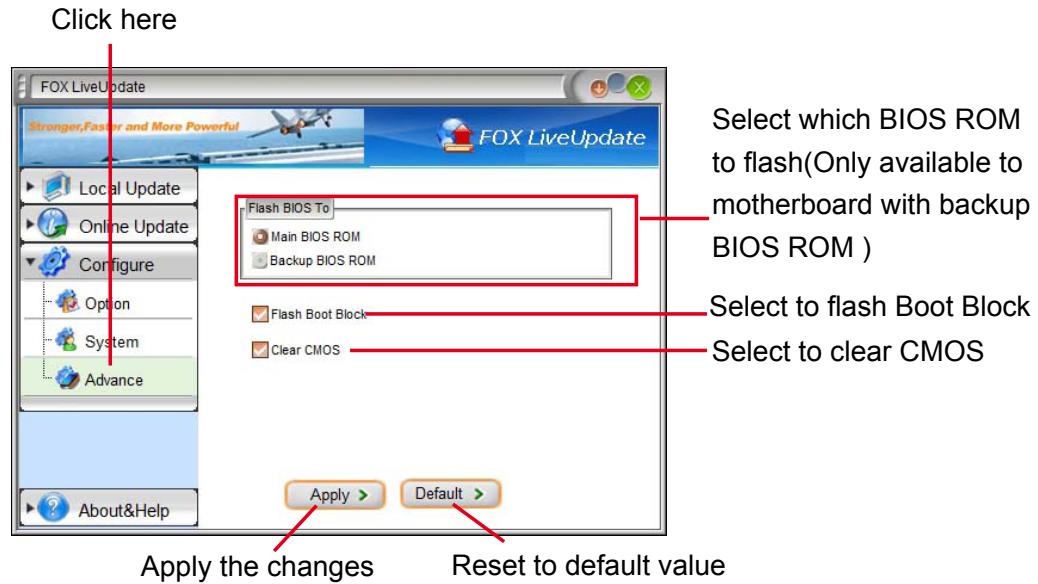 Click here
FOX LiveUpdate
Stronger,Faster and More Powerful
FOX LiveUpdate
Local Update
Online Update
Configure
Option
System
Advance
About&Help
Flash BIOS To
Main BIOS ROM
Backup BIOS ROM
Flash Boot Block
Clear CMOS
Apply
Default
Select which BIOS ROM
to flash(Only available to
motherboard with backup
BIOS ROM )
Select to flash Boot Block
Select to clear CMOS
Apply the changes
Reset to default value